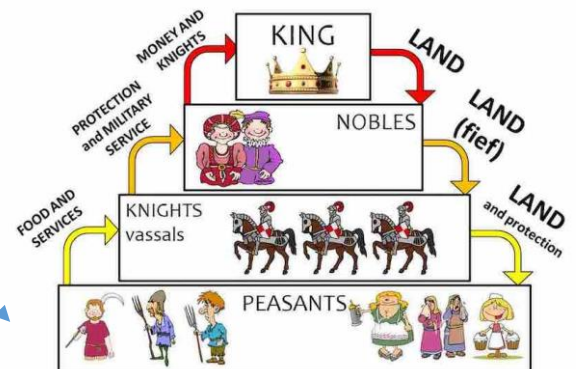 MONEY AND
KNIGHTS
KING
LAND
PROTECTION
and MILITARY
SERVICE
NOBLES
LAND
(fief)
FOOD AND
SERVICES
KNIGHTS
vassals
LAND
and protection
PEASANTS